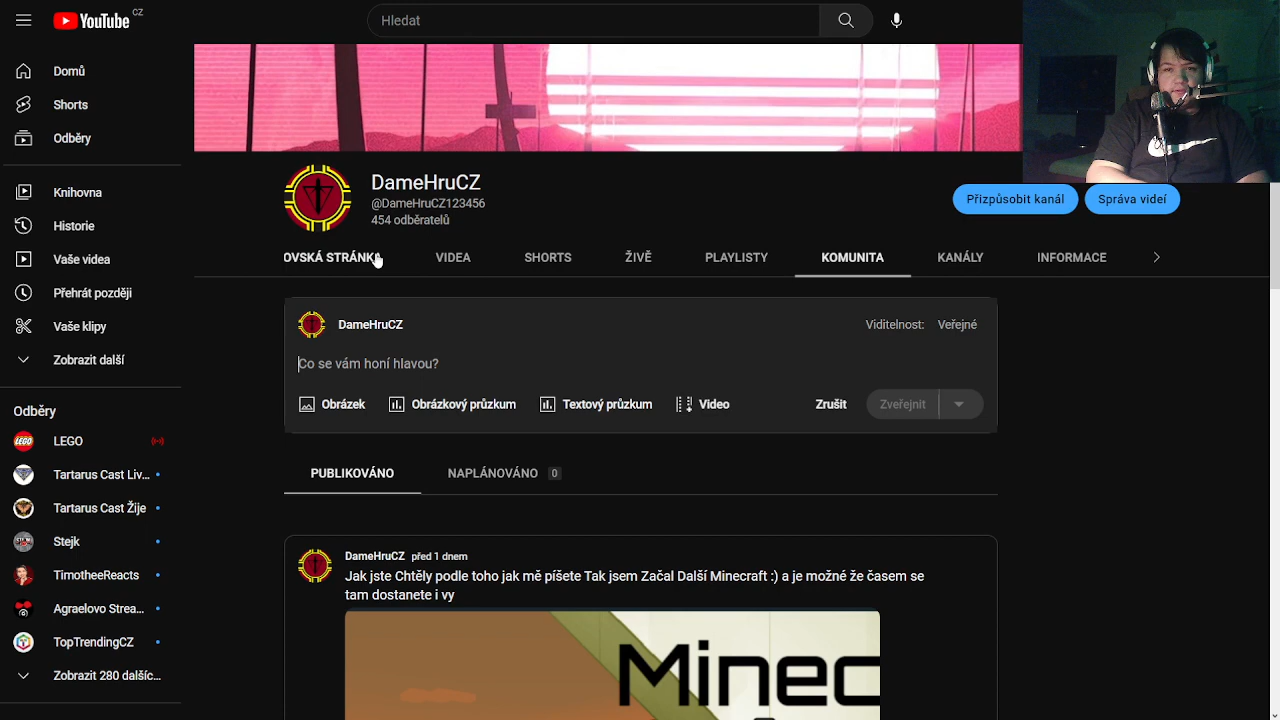 YouTube CZ
Hledat
Domů
Shorts
Odběry
Knihovna
Historie
Vaše videa
Přehrát později
Vaše klipy
Zobrazit další
Odběry
LEGO
Tartarus Cast Liv...
Tartarus Cast Žije
Stejk
TimotheeReacts
Agraelovo Strea...
TopTrendingCZ
Zobrazit 280 dalšíc...
DameHruCZ
@DameHruCZ123456
454 odběratelů
Přizpůsobit kanál
Správa videí
OVSKÁ STRÁNKA
VIDEA
SHORTS
ŽIVĚ
PLAYLISTY
KOMUNITA
KANÁLY
INFORMACE
DameHruCZ
Viditelnost: Veřejné
Co se vám honí hlavou?
Obrázek
Obrázkový průzkum
Textový průzkum
Video
Zrušit
Zveřejnit
PUBLIKOVÁNO
NAPLÁNOVÁNO 0
DameHruCZ před 1 dnem
Jak jste Chtěly podle toho jak mě píšete Tak jsem Začal Další Minecraft :) a je možné že časem se
tam dostanete i vy
Minec